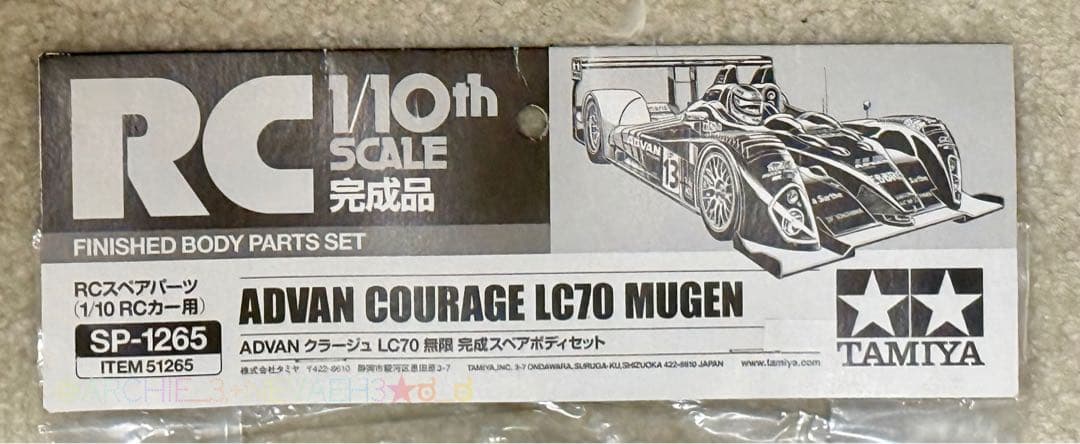 RC
1/10th
SCALE
完成品
FINISHED BODY PARTS SET
ADVAN
13
RCスペアパーツ
(1/10 RCカー用)
SP-1265
ITEM 51265
ADVAN COURAGE LC70 MUGEN
ADVAN クラージュ LC70 無限 完成スペアボディセット
株式会社タミヤ 〒422-8610 静岡市駿河区恩田原3-7 TAMIYA, INC. 3-7 ONDAWARA, SURUGA-KU, SHIZUOKA 422-8610 JAPAN www.tamiya.com
TAMIYA